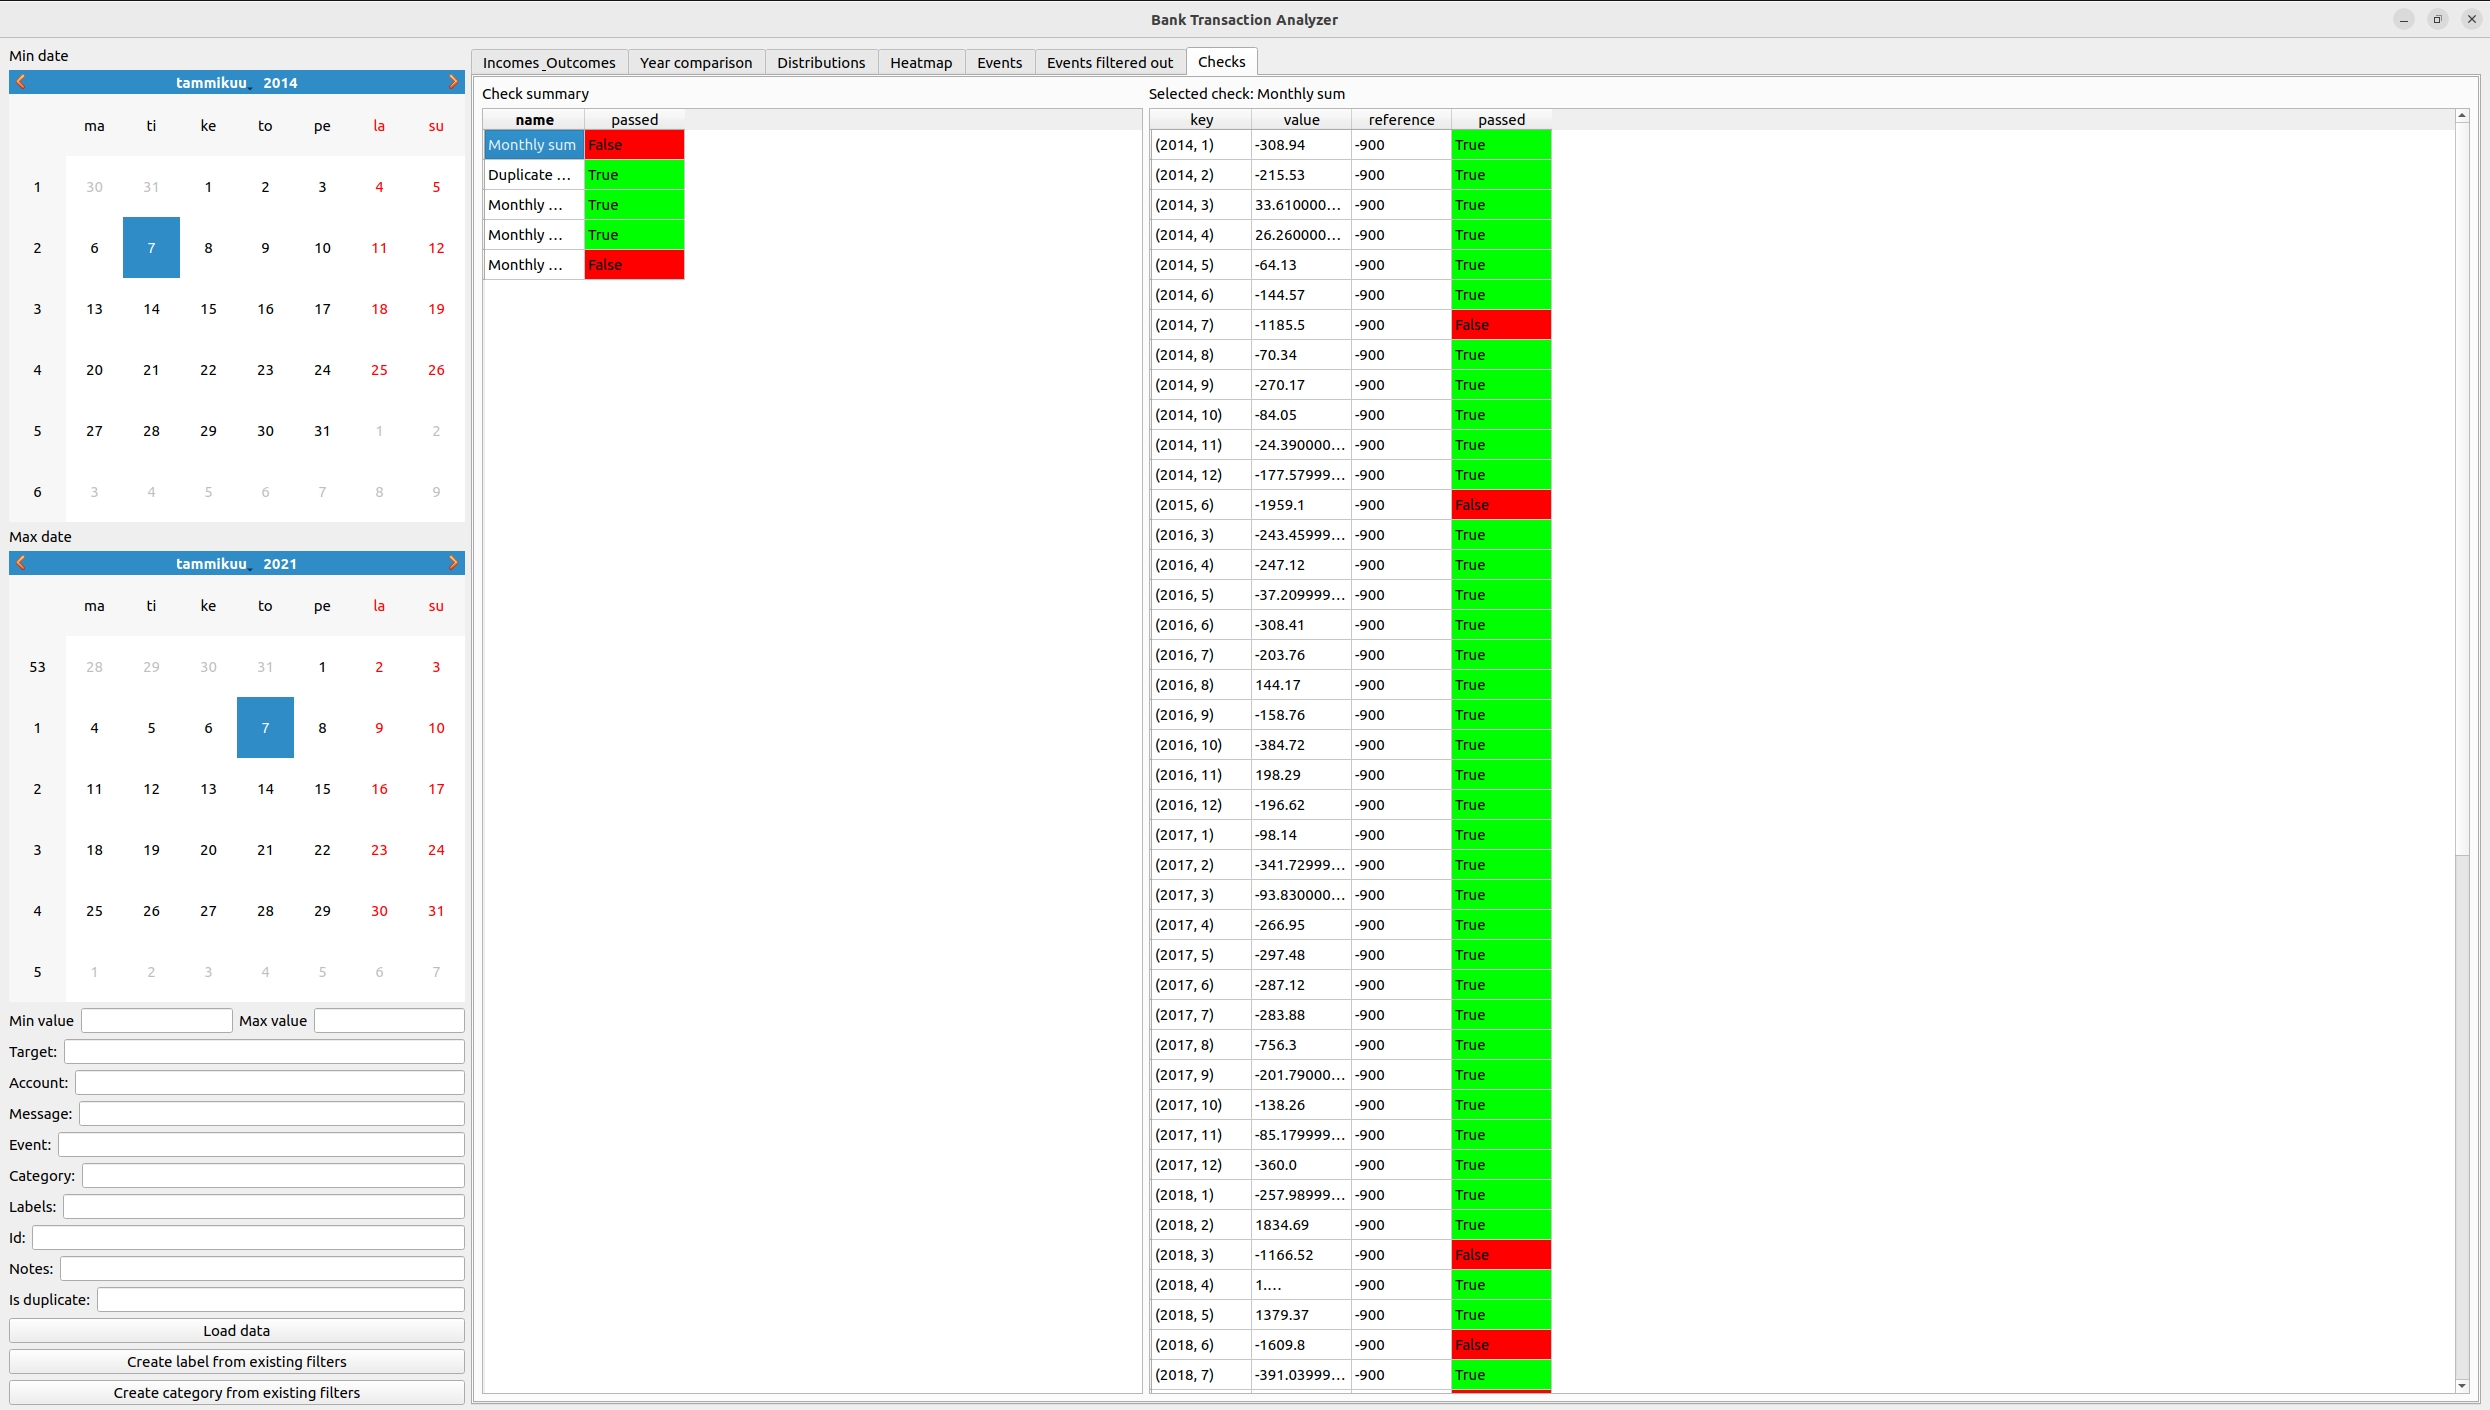 Bank Transaction Analyzer
Min date
tammikuu 2014
ma ti ke to pe la su
1 30 31 1 2 3 4 5
2 6 7 8 9 10 11 12
3 13 14 15 16 17 18 19
4 20 21 22 23 24 25 26
5 27 28 29 30 31 1 2
6 3 4 5 6 7 8 9
Max date
tammikuu 2021
ma ti ke to pe la su
53 28 29 30 31 1 2 3
1 4 5 6 7 8 9 10
2 11 12 13 14 15 16 17
3 18 19 20 21 22 23 24
4 25 26 27 28 29 30 31
5 1 2 3 4 5 6 7
Min value Max value
Target:
Account:
Message:
Event:
Category:
Labels:
Id:
Notes:
Is duplicate:
Load data
Create label from existing filters
Create category from existing filters
Incomes_Outcomes Year comparison Distributions Heatmap Events Events filtered out Checks
Check summary
name passed
Monthly sum False
Duplicate ... True
Monthly ... True
Monthly ... True
Monthly ... False
Selected check: Monthly sum
key value reference passed
(2014, 1) -308.94 -900 True
(2014, 2) -215.53 -900 True
(2014, 3) 33.610000... -900 True
(2014, 4) 26.260000... -900 True
(2014, 5) -64.13 -900 True
(2014, 6) -144.57 -900 True
(2014, 7) -1185.5 -900 False
(2014, 8) -70.34 -900 True
(2014, 9) -270.17 -900 True
(2014, 10) -84.05 -900 True
(2014, 11) -24.390000... -900 True
(2014, 12) -177.57999... -900 True
(2015, 6) -1959.1 -900 False
(2016, 3) -243.45999... -900 True
(2016, 4) -247.12 -900 True
(2016, 5) -37.209999... -900 True
(2016, 6) -308.41 -900 True
(2016, 7) -203.76 -900 True
(2016, 8) 144.17 -900 True
(2016, 9) -158.76 -900 True
(2016, 10) -384.72 -900 True
(2016, 11) 198.29 -900 True
(2016, 12) -196.62 -900 True
(2017, 1) -98.14 -900 True
(2017, 2) -341.72999... -900 True
(2017, 3) -93.830000... -900 True
(2017, 4) -266.95 -900 True
(2017, 5) -297.48 -900 True
(2017, 6) -287.12 -900 True
(2017, 7) -283.88 -900 True
(2017, 8) -756.3 -900 True
(2017, 9) -201.79000... -900 True
(2017, 10) -138.26 -900 True
(2017, 11) -85.179999... -900 True
(2017, 12) -360.0 -900 True
(2018, 1) -257.98999... -900 True
(2018, 2) 1834.69 -900 True
(2018, 3) -1166.52 -900 False
(2018, 4) 1.... -900 True
(2018, 5) 1379.37 -900 True
(2018, 6) -1609.8 -900 False
(2018, 7) -391.03999... -900 True